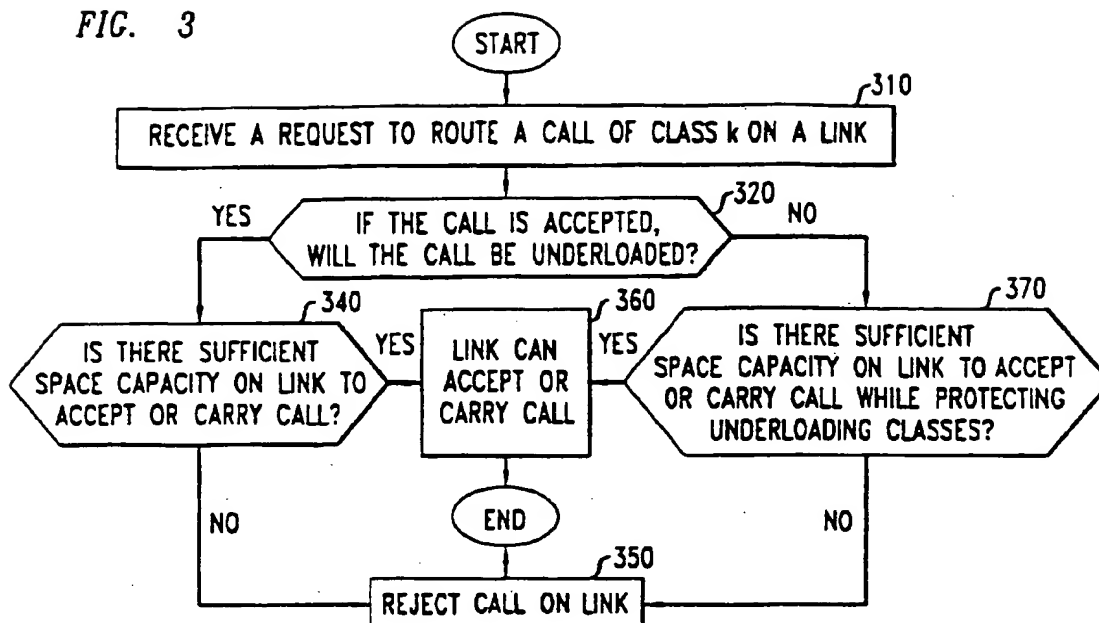 FIG. 3
START
310
RECEIVE A REQUEST TO ROUTE A CALL OF CLASS k ON A LINK
320
YES
IF THE CALL IS ACCEPTED,
WILL THE CALL BE UNDERLOADED?
NO
340
IS THERE SUFFICIENT
SPACE CAPACITY ON LINK TO
ACCEPT OR CARRY CALL?
YES
360
LINK CAN
ACCEPT OR
CARRY CALL
YES
370
IS THERE SUFFICIENT
SPACE CAPACITY ON LINK TO ACCEPT
OR CARRY CALL WHILE PROTECTING
UNDERLOADING CLASSES?
NO
END
NO
350
REJECT CALL ON LINK